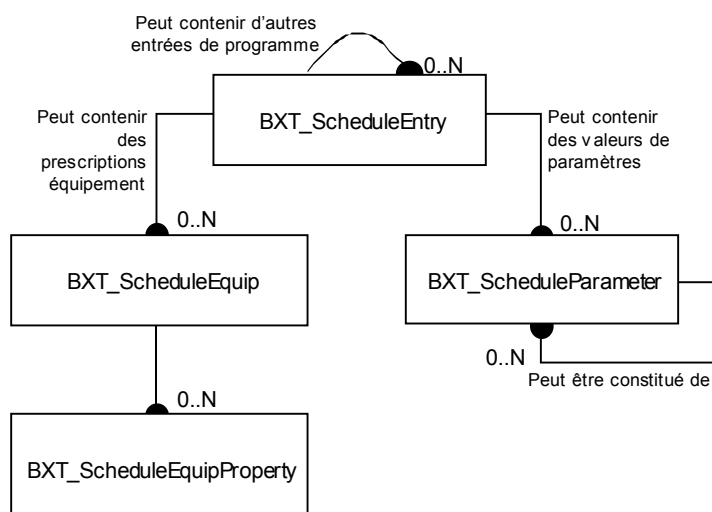 Peut contenir d'autres
entrées de programme
0..N
BXT_ScheduleEntry
Peut contenir
des
prescriptions
équipement
Peut contenir
des valeurs de
paramètres
0..N
0..N
BXT_ScheduleEquip
BXT_ScheduleParameter
0..N
Peut être constitué de
0..N
BXT_ScheduleEquipProperty